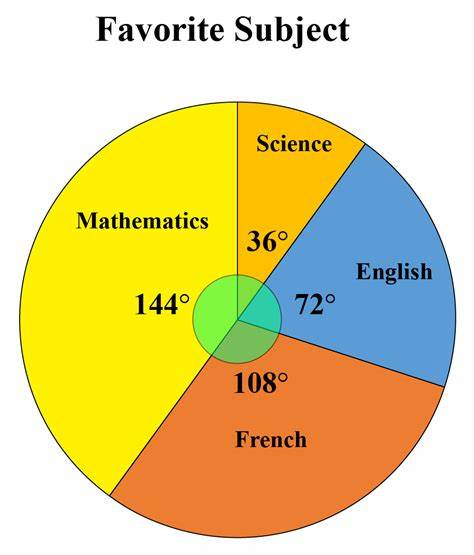 Favorite Subject
Science
36°
Mathematics
144°
English
72°
108°
French